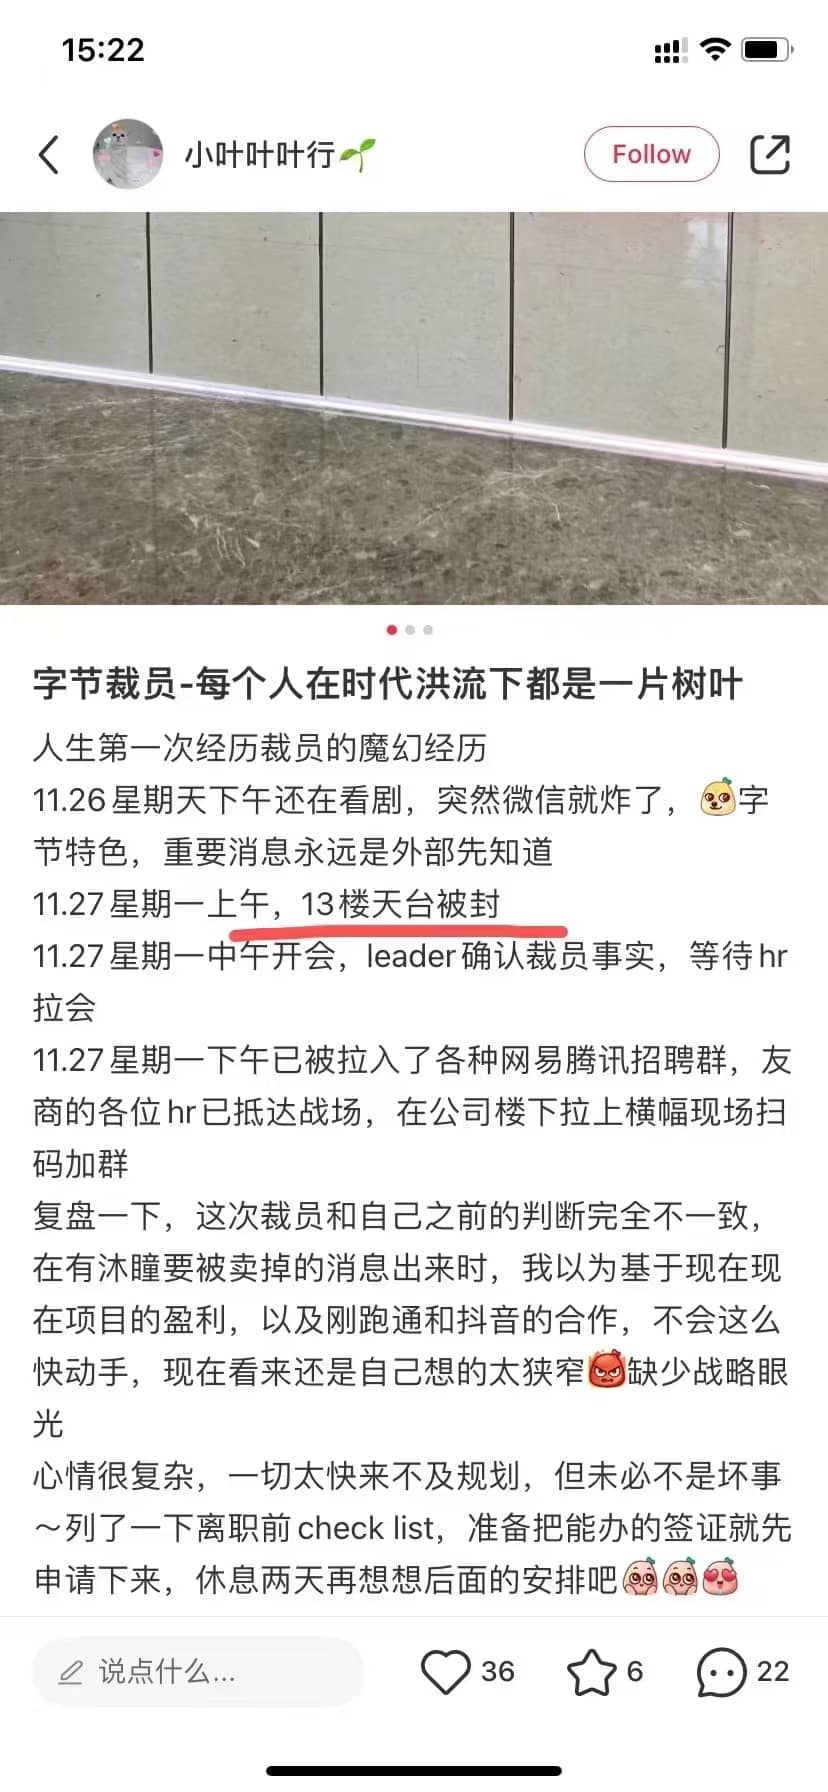 15:22
小叶叶叶行
Follow
字节裁员-每个人在时代洪流下都是一片树叶
人生第一次经历裁员的魔幻经历
11.26星期天下午还在看剧，突然微信就炸了，字
节特色，重要消息永远是外部先知道
11.27星期一上午，13楼天台被封
11.27星期一中午开会，leader确认裁员事实，等待hr
拉会
11.27星期一下午已被拉入了各种网易腾讯招聘群，友
商的各位hr已抵达战场，在公司楼下拉上横幅现场扫
码加群
复盘一下，这次裁员和自己之前的判断完全不一致，
在有沐瞳要被卖掉的消息出来时，我以为基于现在现
在项目的盈利，以及刚跑通和抖音的合作，不会这么
快动手，现在看来还是自己想的太狭窄缺少战略眼
光
心情很复杂，一切太快来不及规划，但未必不是坏事
～列了一下离职前check list，准备把能办的签证就先
申请下来，休息两天再想想后面的安排吧
说点什么...
36
6
22